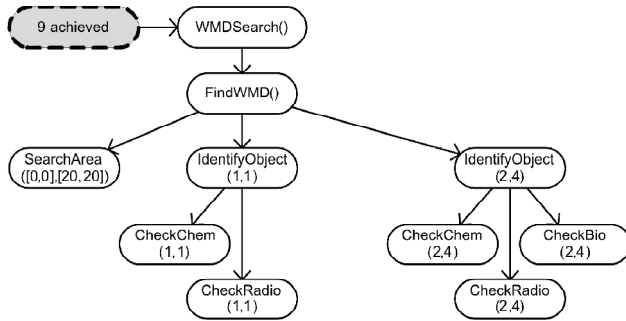 9 achieved
WMDSearch()
FindWMD()
SearchArea
([0,0],[20,20])
IdentifyObject
(1,1)
IdentifyObject
(2,4)
CheckChem
(1,1)
CheckChem
(2,4)
CheckBio
(2,4)
CheckRadio
(1,1)
CheckRadio
(2,4)